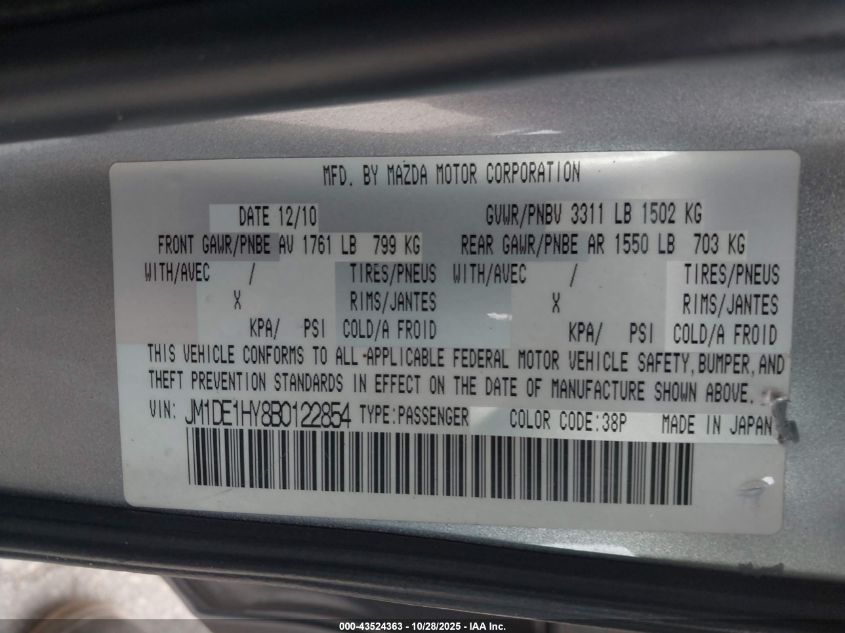 MFD. BY MAZDA MOTOR CORPORATION
DATE 12/10 GVWR/PNBV 3311 LB 1502 KG
FRONT GAWR/PNBE AV 1761 LB 799 KG REAR GAWR/PNBE AR 1550 LB 703 KG
WITH/AVEC / TIRES/PNEUS WITH/AVEC / TIRES/PNEUS
X RIMS/JANTES X RIMS/JANTES
KPA/ PSI COLD/A FROID KPA/ PSI COLD/A FROID
THIS VEHICLE CONFORMS TO ALL APPLICABLE FEDERAL MOTOR VEHICLE SAFETY, BUMPER, AND
THEFT PREVENTION STANDARDS IN EFFECT ON THE DATE OF MANUFACTURE SHOWN ABOVE.
VIN: JM1DE1HY8B0122854 TYPE:PASSENGER COLOR CODE:38P MADE IN JAPAN
000-43524363 - 10/28/2025 - IAA Inc.